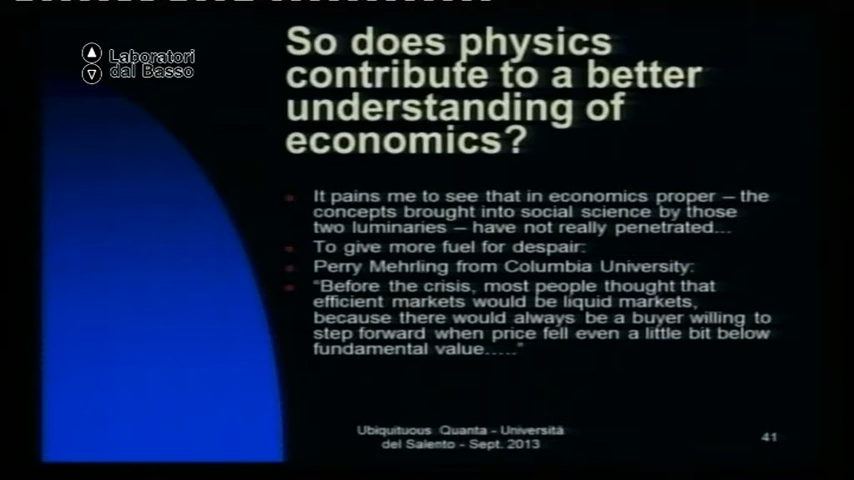 Laboratori
dal Basso
So does physics
contribute to a better
understanding of
economics?
It pains me to see that in economics proper – the
concepts brought into social science by those
two luminaries – have not really penetrated...
To give more fuel for despair:
Perry Mehrling from Columbia University:
“Before the crisis, most people thought that
efficient markets would be liquid markets,
because there would always be a buyer willing to
step forward when price fell even a little bit below
fundamental value.....”
Ubiquituous Quanta - Università
del Salento - Sept. 2013
41